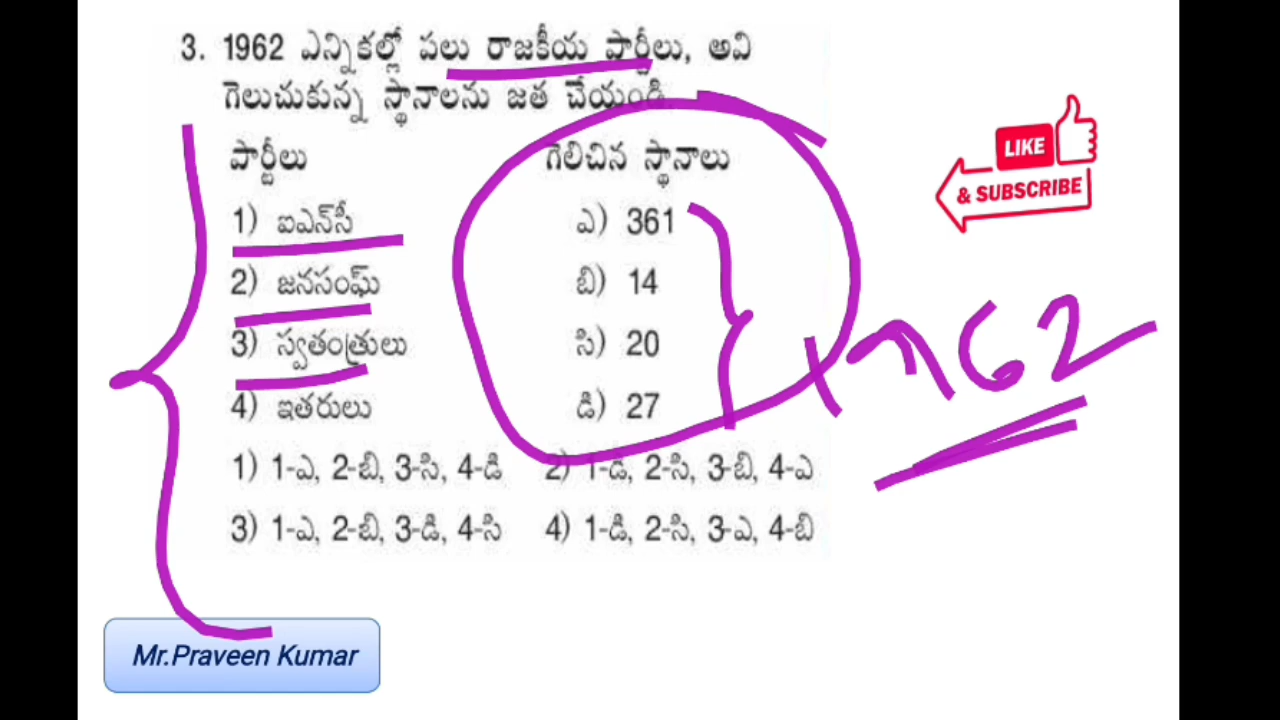 3. 1962 ఎన్నికల్లో పలు రాజకీయ పార్టీలు, అవి
గెలుచుకున్న స్థానాలను జత చేయండి.
పార్టీలు గెలిచిన స్థానాలు
1) ఐఎన్‌సీ ఎ) 361
2) జనసంఘ్ బి) 14
3) స్వతంత్రులు సి) 20
4) ఇతరులు డి) 27
1) 1-ఎ, 2-బి, 3-సి, 4-డి 2) 1-డి, 2-సి, 3-బి, 4-ఎ
3) 1-ఎ, 2-బి, 3-డి, 4-సి 4) 1-డి, 2-సి, 3-ఎ, 4-బి
LIKE
& SUBSCRIBE
1962
Mr.Praveen Kumar